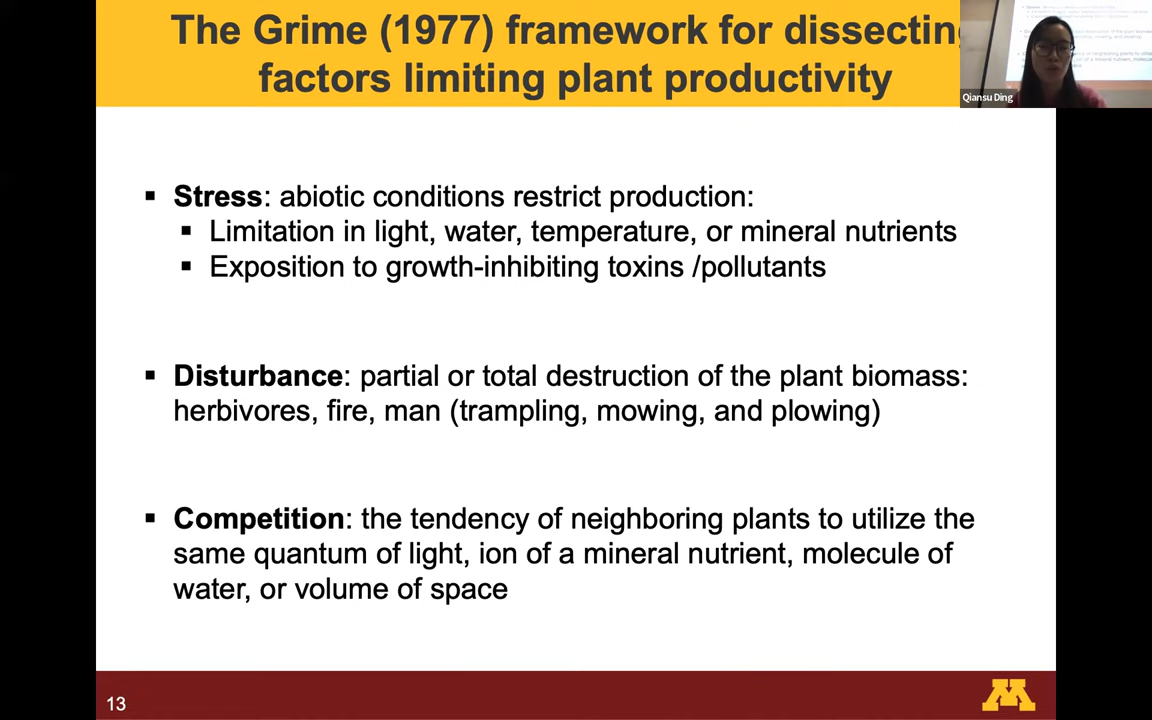 The Grime (1977) framework for dissecting
factors limiting plant productivity
Qiansu Ding
▪ Stress: abiotic conditions restrict production:
▪ Limitation in light, water, temperature, or mineral nutrients
▪ Exposition to growth-inhibiting toxins /pollutants
▪ Disturbance: partial or total destruction of the plant biomass:
herbivores, fire, man (trampling, mowing, and plowing)
▪ Competition: the tendency of neighboring plants to utilize the
same quantum of light, ion of a mineral nutrient, molecule of
water, or volume of space
13
M